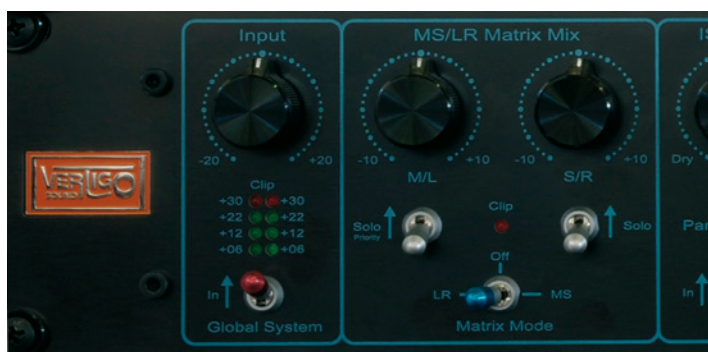 VERTIGO
SOUND
Input
-20 +20
Clip
+30 +30
+22 +22
+12 +12
+06 +06
In
Global System
MS/LR Matrix Mix
-10 +10
M/L
-10 +10
S/R
Solo
Priority
Clip
Solo
Off
LR MS
Matrix Mode
Dry
In